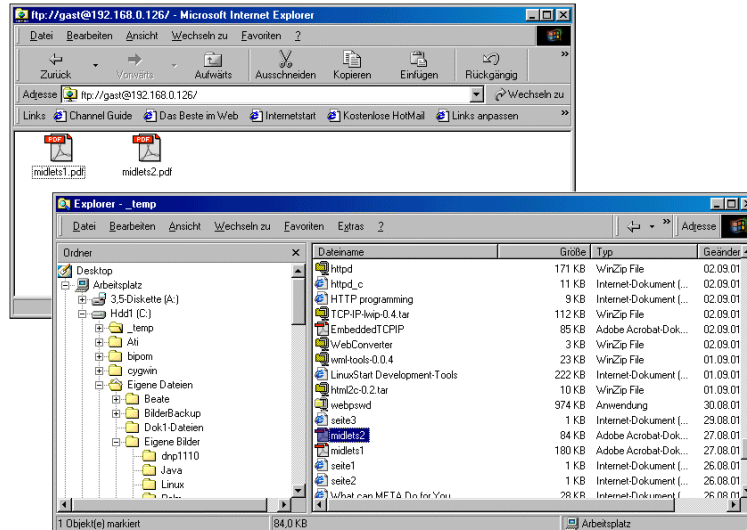 ftp://gast@192.168.0.126/ - Microsoft Internet Explorer
Datei Bearbeiten Ansicht Wechseln zu Favoriten ?
Zurück Vorwärts Aufwärts Ausschneiden Kopieren Einfügen Rückgängig »
Adresse ftp://gast@192.168.0.126/ Wechseln zu
Links Channel Guide Das Beste im Web Internetstart Kostenlose HotMail Links anpassen »
PDF PDF
midlets1.pdf midlets2.pdf
Explorer - _temp
Datei Bearbeiten Ansicht Wechseln zu Favoriten Extras ? » Adresse
Ordner
Desktop
Arbeitsplatz
3,5-Diskette (A:)
Hdd1 (C:)
_temp
Ati
bipom
cygwin
Eigene Dateien
Beate
BilderBackup
Dok1-Dateien
Eigene Bilder
dnp1110
Java
Linux
Dateiname Größe Typ Geänder
httpd 171 KB WinZip File 02.09.01
httpd_c 11 KB Internet-Dokument (... 02.09.01
HTTP programming 9 KB Internet-Dokument (... 02.09.01
TCP-IP-lwip-0.4.tar 112 KB WinZip File 02.09.01
EmbeddedTCPIP 85 KB Adobe Acrobat-Dok... 02.09.01
WebConverter 3 KB WinZip File 02.09.01
wml-tools-0.0.4 23 KB WinZip File 01.09.01
LinuxStart Development-Tools 222 KB Internet-Dokument (... 01.09.01
html2c-0.2.tar 10 KB WinZip File 01.09.01
webpswd 974 KB Anwendung 30.08.01
seite3 1 KB Internet-Dokument (... 29.08.01
midlets2 84 KB Adobe Acrobat-Dok... 27.08.01
midlets1 180 KB Adobe Acrobat-Dok... 27.08.01
seite1 1 KB Internet-Dokument (... 26.08.01
seite2 1 KB Internet-Dokument (... 26.08.01
What can META Do for You 28 KB Internet-Dokument (... 26.08.01
1 Objekt(e) markiert 84,0 KB Arbeitsplatz